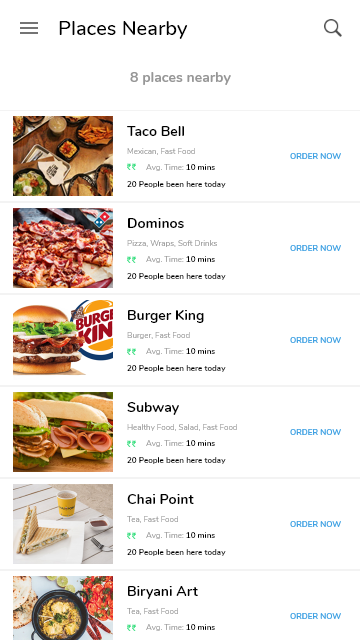 Places Nearby
8 places nearby
Taco Bell
Mexican, Fast Food
₹₹ Avg. Time: 10 mins
20 People been here today
ORDER NOW
Dominos
Pizza, Wraps, Soft Drinks
₹₹ Avg. Time: 10 mins
20 People been here today
ORDER NOW
BURGER
KING
Burger King
Burger, Fast Food
₹₹ Avg. Time: 10 mins
20 People been here today
ORDER NOW
Subway
Healthy Food, Salad, Fast Food
₹₹ Avg. Time: 10 mins
20 People been here today
ORDER NOW
Chai Point
Tea, Fast Food
₹₹ Avg. Time: 10 mins
20 People been here today
ORDER NOW
Biryani Art
Tea, Fast Food
₹₹ Avg. Time: 10 mins
ORDER NOW